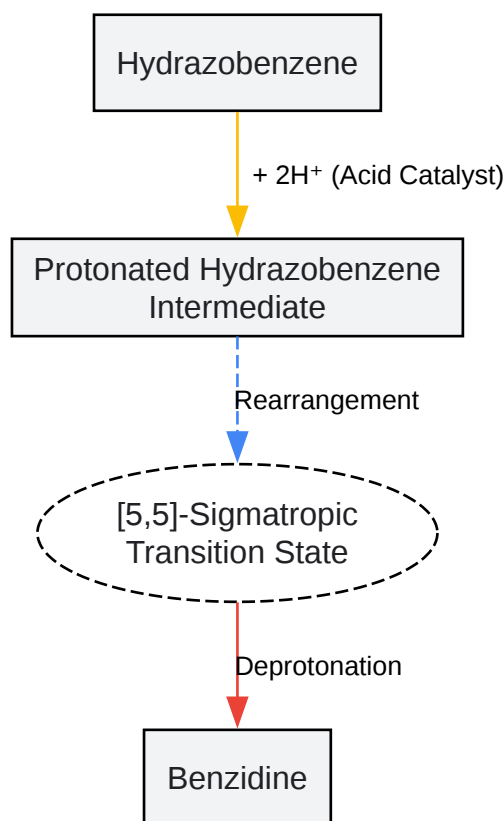 Hydrazobenzene
+ 2H⁺ (Acid Catalyst)
Protonated Hydrazobenzene
Intermediate
Rearrangement
[5,5]-Sigmatropic
Transition State
Deprotonation
Benzidine